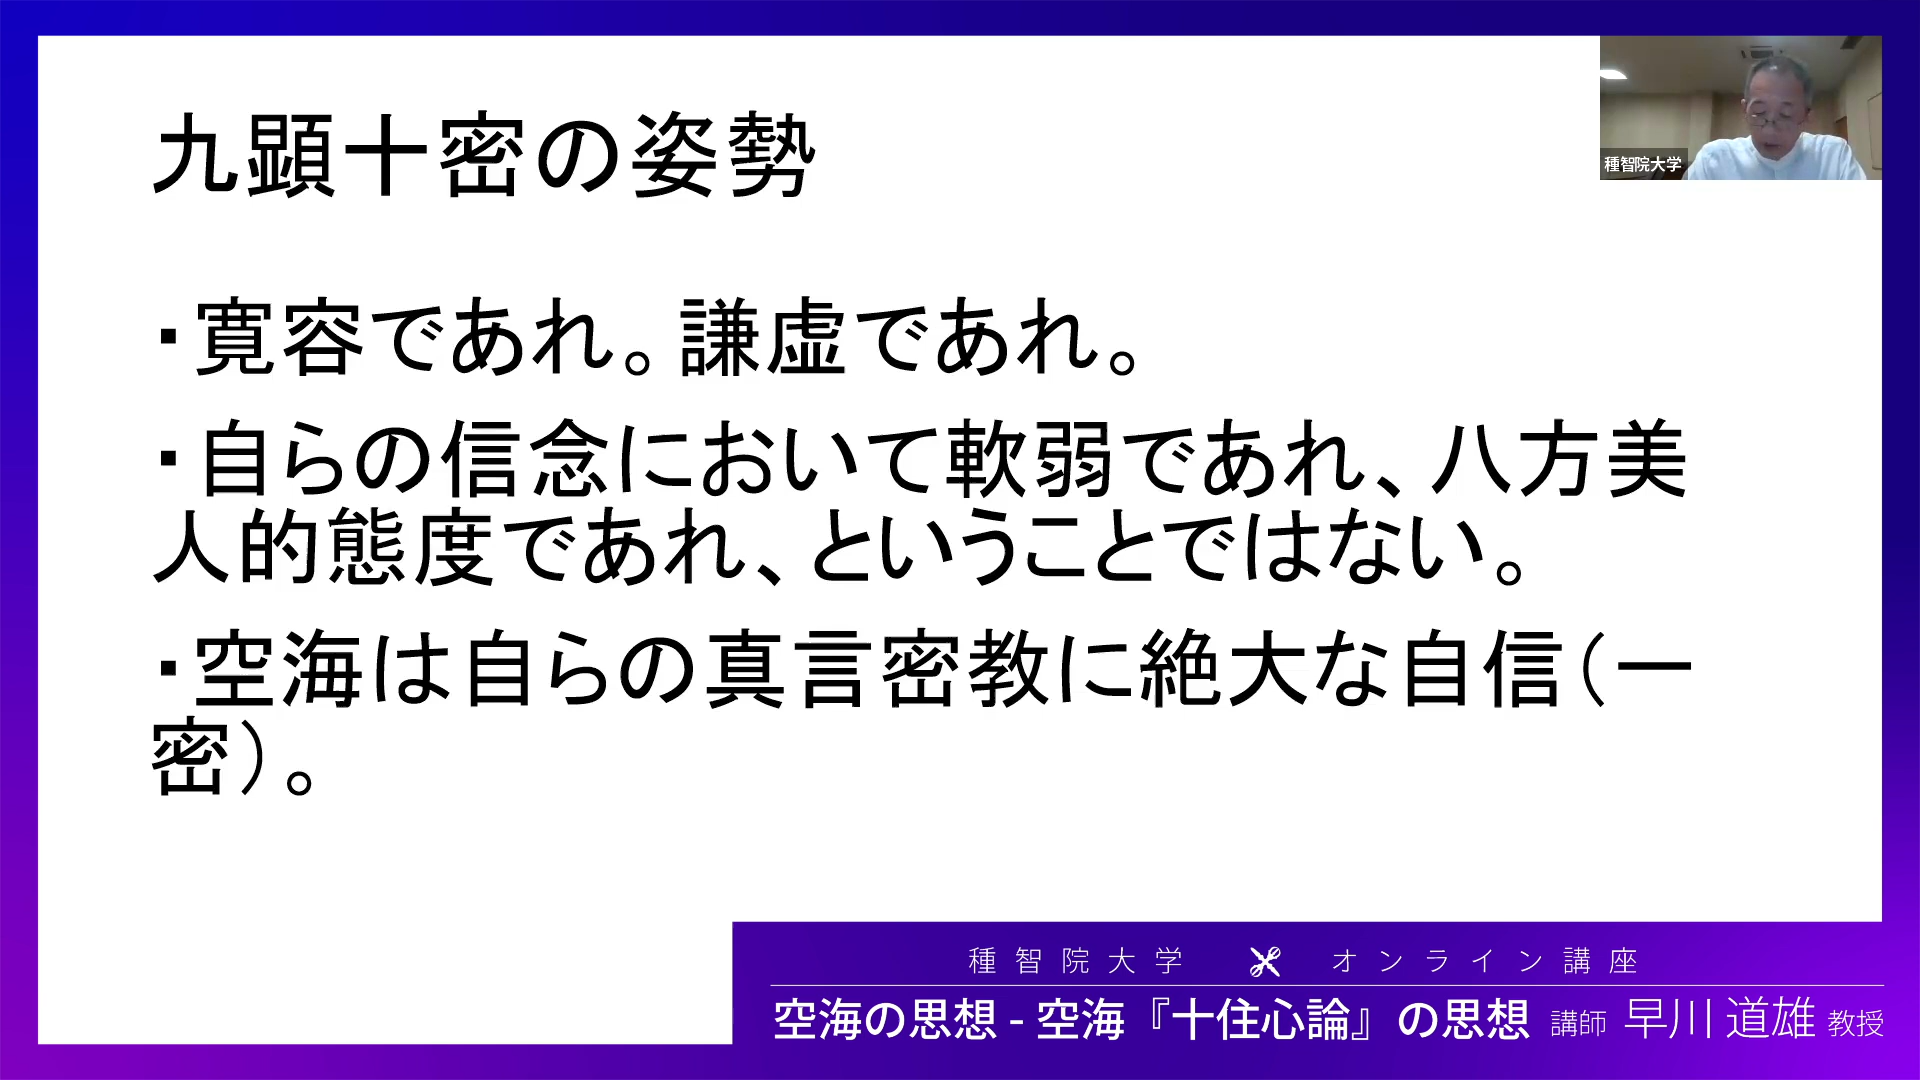 九顕十密の姿勢
種智院大学
・寛容であれ。謙虚であれ。
・自らの信念において軟弱であれ、八方美
人的態度であれ、ということではない。
・空海は自らの真言密教に絶大な自信（一
密）。
種智院大学 オンライン講座
空海の思想 - 空海『十住心論』の思想 講師 早川 道雄 教授